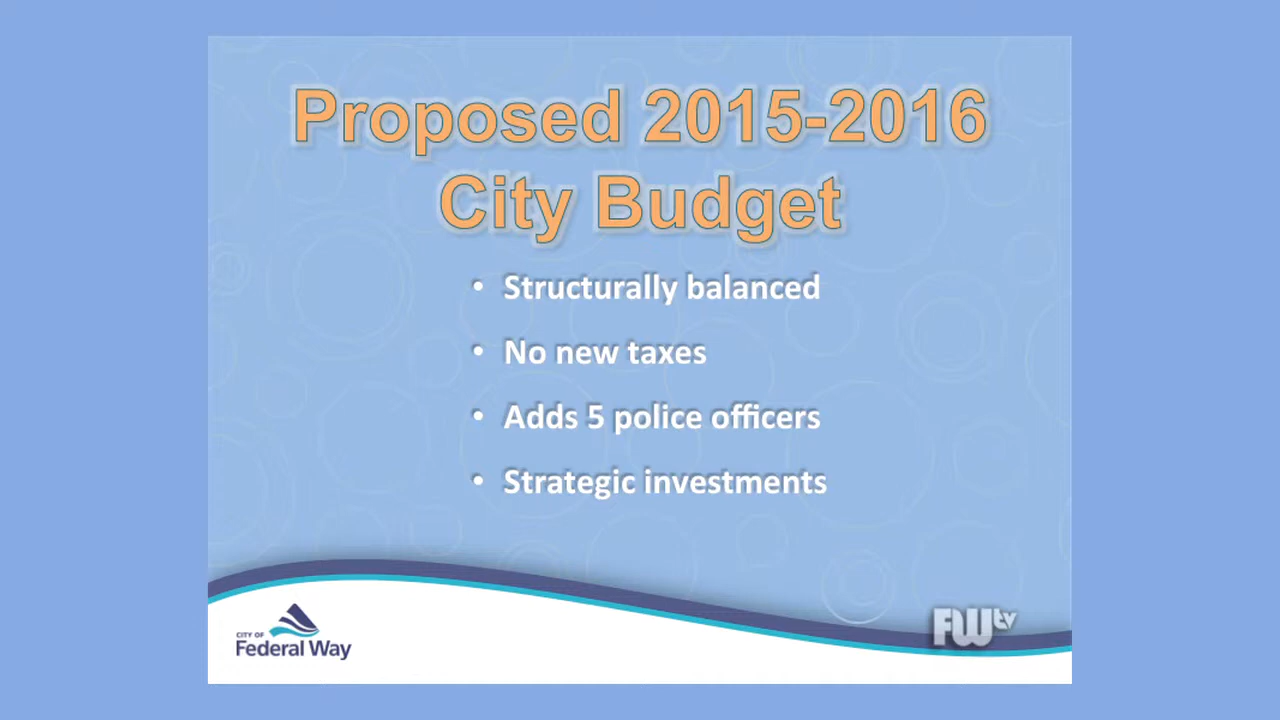 Proposed 2015-2016
City Budget
• Structurally balanced
• No new taxes
• Adds 5 police officers
• Strategic investments
CITY OF
Federal Way
FWtv